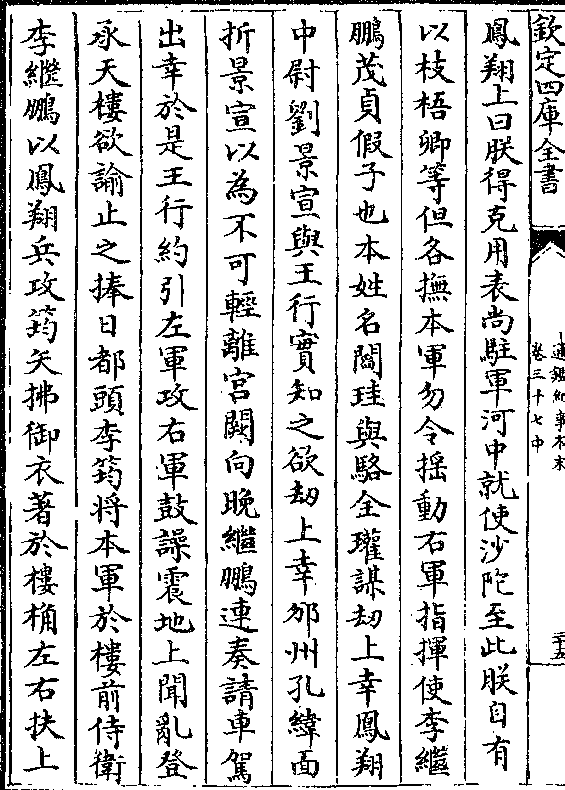 欽定四庫全書
通鑑紀事本末
卷三十七中
二十五
鳳翔上曰朕得克用表尚駐軍河中就使沙陀至此朕自有
以枝梧卿等但各撫本軍勿令揺動右軍指揮使李繼
鵬茂貞假子也本姓名閻珪與駱全瓘謀劫上幸鳳翔
中尉劉景宣與王行實知之欲劫上幸邠州孔緯面
折景宣以為不可輕離宮闕向晚繼鵬連奏請車駕
出幸於是王行約引左軍攻右軍鼓譟震地上聞亂登
承天樓欲諭止之捧日都頭李筠將本軍於樓前侍衛
李繼鵬以鳳翔兵攻筠矢拂御衣著於樓桷左右扶上